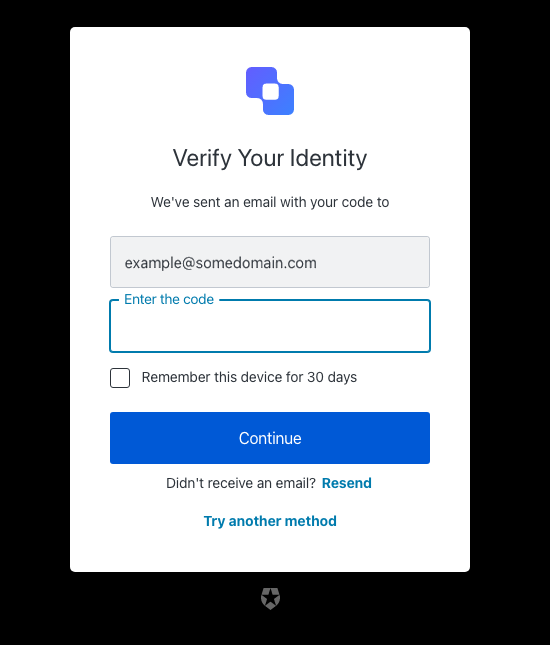 Verify Your Identity
We've sent an email with your code to
example@somedomain.com
Enter the code
Remember this device for 30 days
Continue
Didn't receive an email? Resend
Try another method